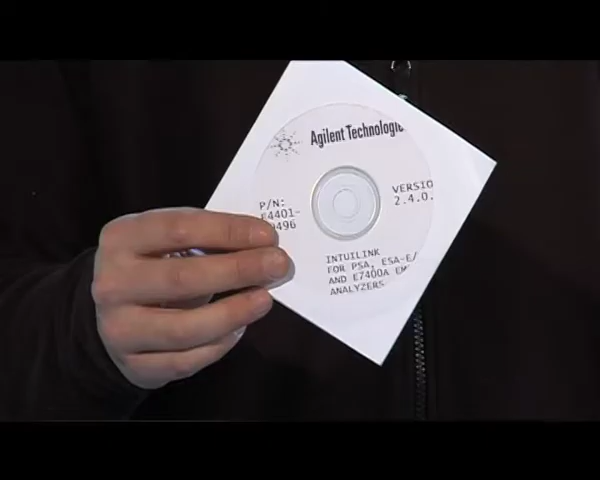 Agilent Technologie
P/N:
E4401-
VERSIO
2.4.0.
INTUILINK
FOR PSA, ESA-E/
AND E7400A EM
ANALYZERS